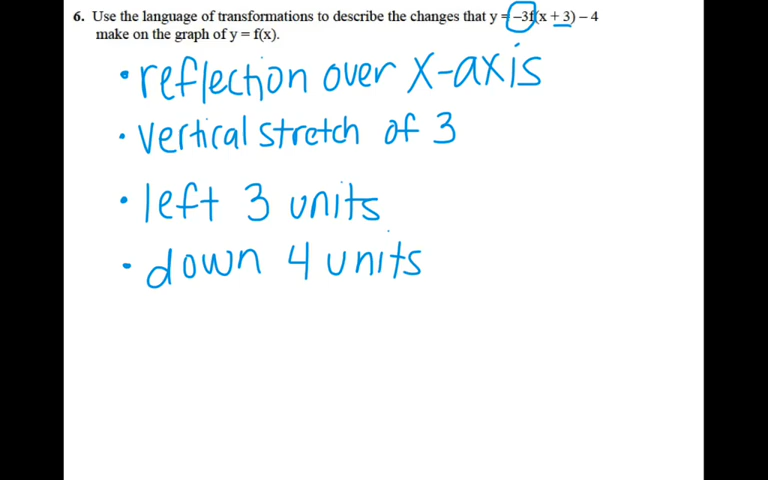 6. Use the language of transformations to describe the changes that y = –3f(x + 3) – 4
make on the graph of y = f(x).
• reflection over x-axis
• vertical stretch of 3
• left 3 units
• down 4 units